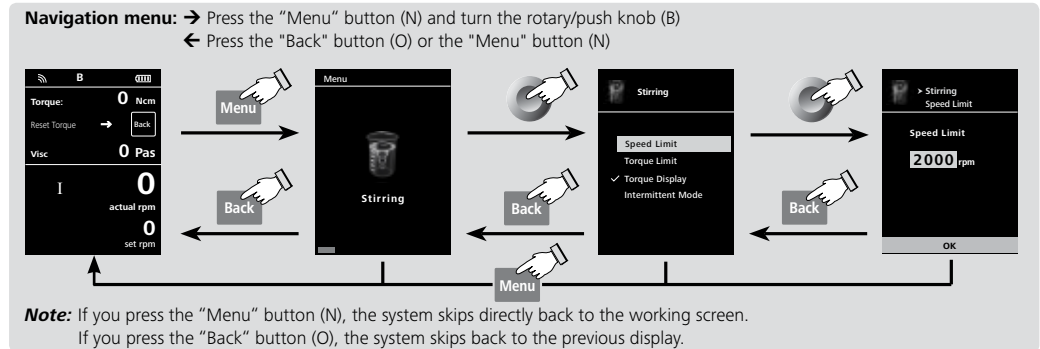 Navigation menu: → Press the “Menu“ button (N) and turn the rotary/push knob (B)
← Press the "Back" button (O) or the "Menu" button (N)
B
Torque: 0 Ncm
Reset Torque → Back
Visc 0 Pas
I 0
actual rpm
0
set rpm
Menu
Back
Menu
Stirring
Back
Stirring
Speed Limit
Torque Limit
✓ Torque Display
Intermittent Mode
Back
> Stirring
Speed Limit
Speed Limit
2000 rpm
OK
Menu
Note: If you press the “Menu“ button (N), the system skips directly back to the working screen.
If you press the “Back” button (O), the system skips back to the previous display.